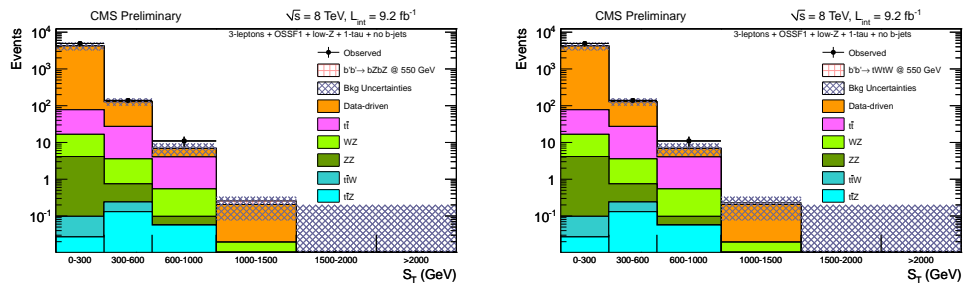 CMS Preliminary
√s = 8 TeV, L_int = 9.2 fb⁻¹
3-leptons + OSSF1 + low-Z + 1-tau + no b-jets
Events
10⁴
10³
10²
10
1
10⁻¹
Observed
b'b'→ bZbZ @ 550 GeV
Bkg Uncertainties
Data-driven
tt̄
WZ
ZZ
tt̄W
tt̄Z
0-300 300-600 600-1000 1000-1500 1500-2000 >2000
S_T (GeV)
CMS Preliminary
√s = 8 TeV, L_int = 9.2 fb⁻¹
3-leptons + OSSF1 + low-Z + 1-tau + no b-jets
Events
10⁴
10³
10²
10
1
10⁻¹
Observed
b'b'→ tWtW @ 550 GeV
Bkg Uncertainties
Data-driven
tt̄
WZ
ZZ
tt̄W
tt̄Z
0-300 300-600 600-1000 1000-1500 1500-2000 >2000
S_T (GeV)